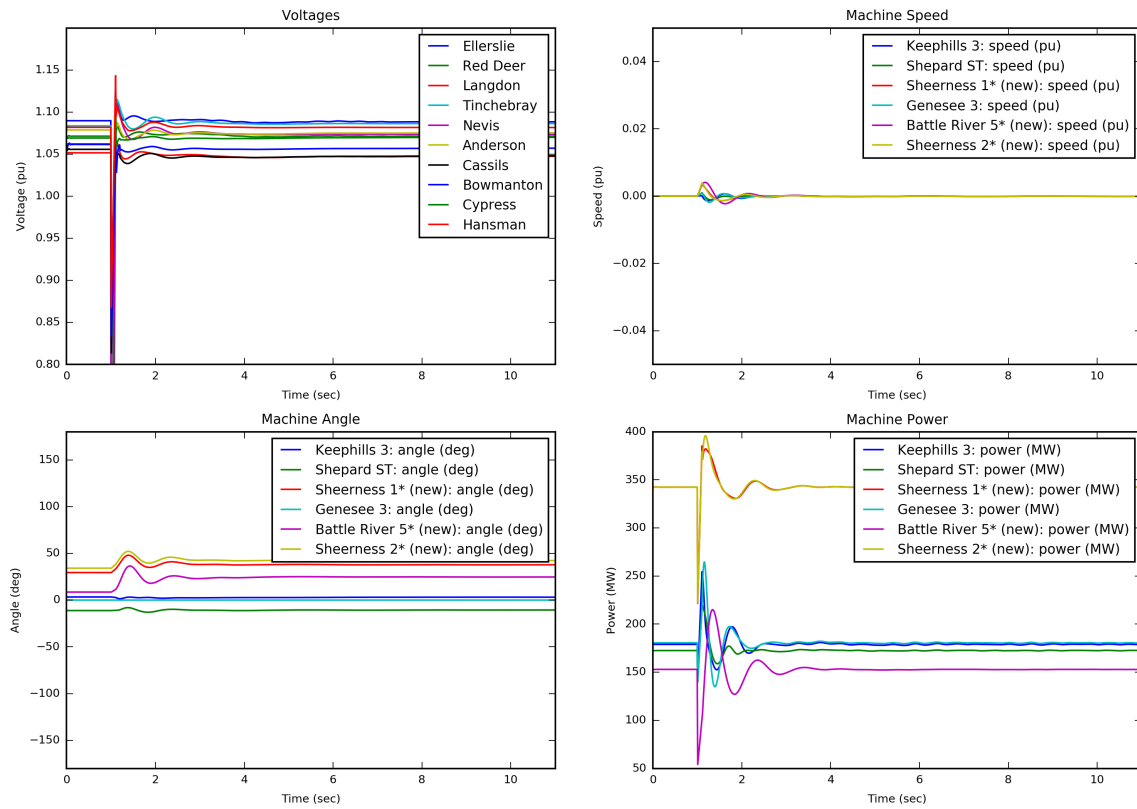 Voltages
1.15
1.10
1.05
1.00
0.95
0.90
0.85
0.80
Voltage (pu)
Ellerslie
Red Deer
Langdon
Tinchebray
Nevis
Anderson
Cassils
Bowmanton
Cypress
Hansman
0 2 4 6 8 10
Time (sec)
Machine Speed
0.04
0.02
0.00
−0.02
−0.04
Speed (pu)
Keephills 3: speed (pu)
Shepard ST: speed (pu)
Sheerness 1* (new): speed (pu)
Genesee 3: speed (pu)
Battle River 5* (new): speed (pu)
Sheerness 2* (new): speed (pu)
0 2 4 6 8 10
Time (sec)
Machine Angle
150
100
50
0
−50
−100
−150
Angle (deg)
Keephills 3: angle (deg)
Shepard ST: angle (deg)
Sheerness 1* (new): angle (deg)
Genesee 3: angle (deg)
Battle River 5* (new): angle (deg)
Sheerness 2* (new): angle (deg)
0 2 4 6 8 10
Time (sec)
Machine Power
400
350
300
250
200
150
100
50
Power (MW)
Keephills 3: power (MW)
Shepard ST: power (MW)
Sheerness 1* (new): power (MW)
Genesee 3: power (MW)
Battle River 5* (new): power (MW)
Sheerness 2* (new): power (MW)
0 2 4 6 8 10
Time (sec)